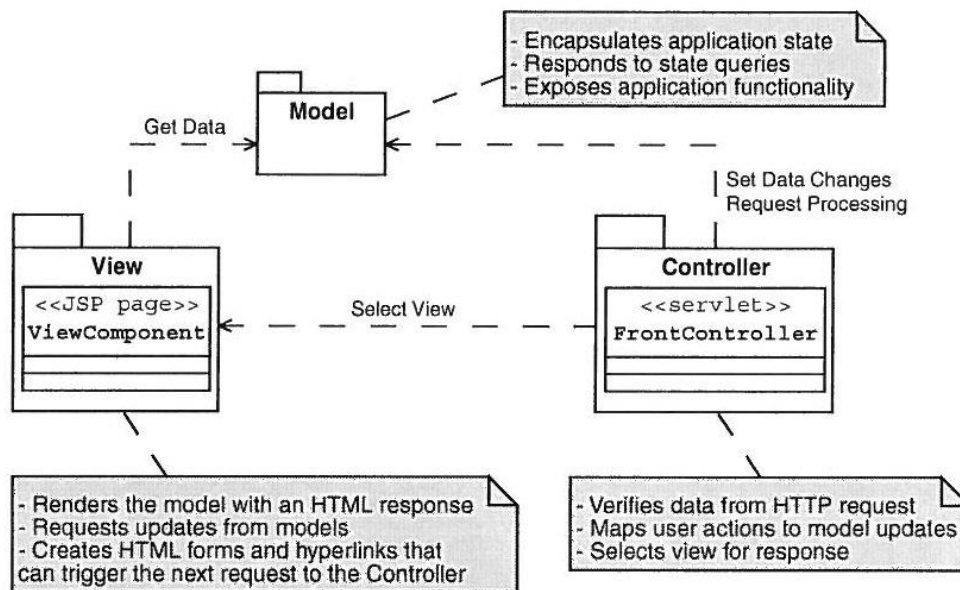 - Encapsulates application state
- Responds to state queries
- Exposes application functionality
Model
Get Data
Set Data Changes
Request Processing
View
<<JSP page>>
ViewComponent
Select View
Controller
<<servlet>>
FrontController
- Renders the model with an HTML response
- Requests updates from models
- Creates HTML forms and hyperlinks that
can trigger the next request to the Controller
- Verifies data from HTTP request
- Maps user actions to model updates
- Selects view for response